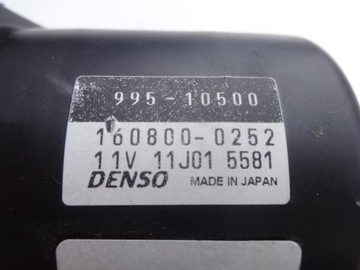 995-10500
160800-0252
11V 11J01 5581
DENSO MADE IN JAPAN